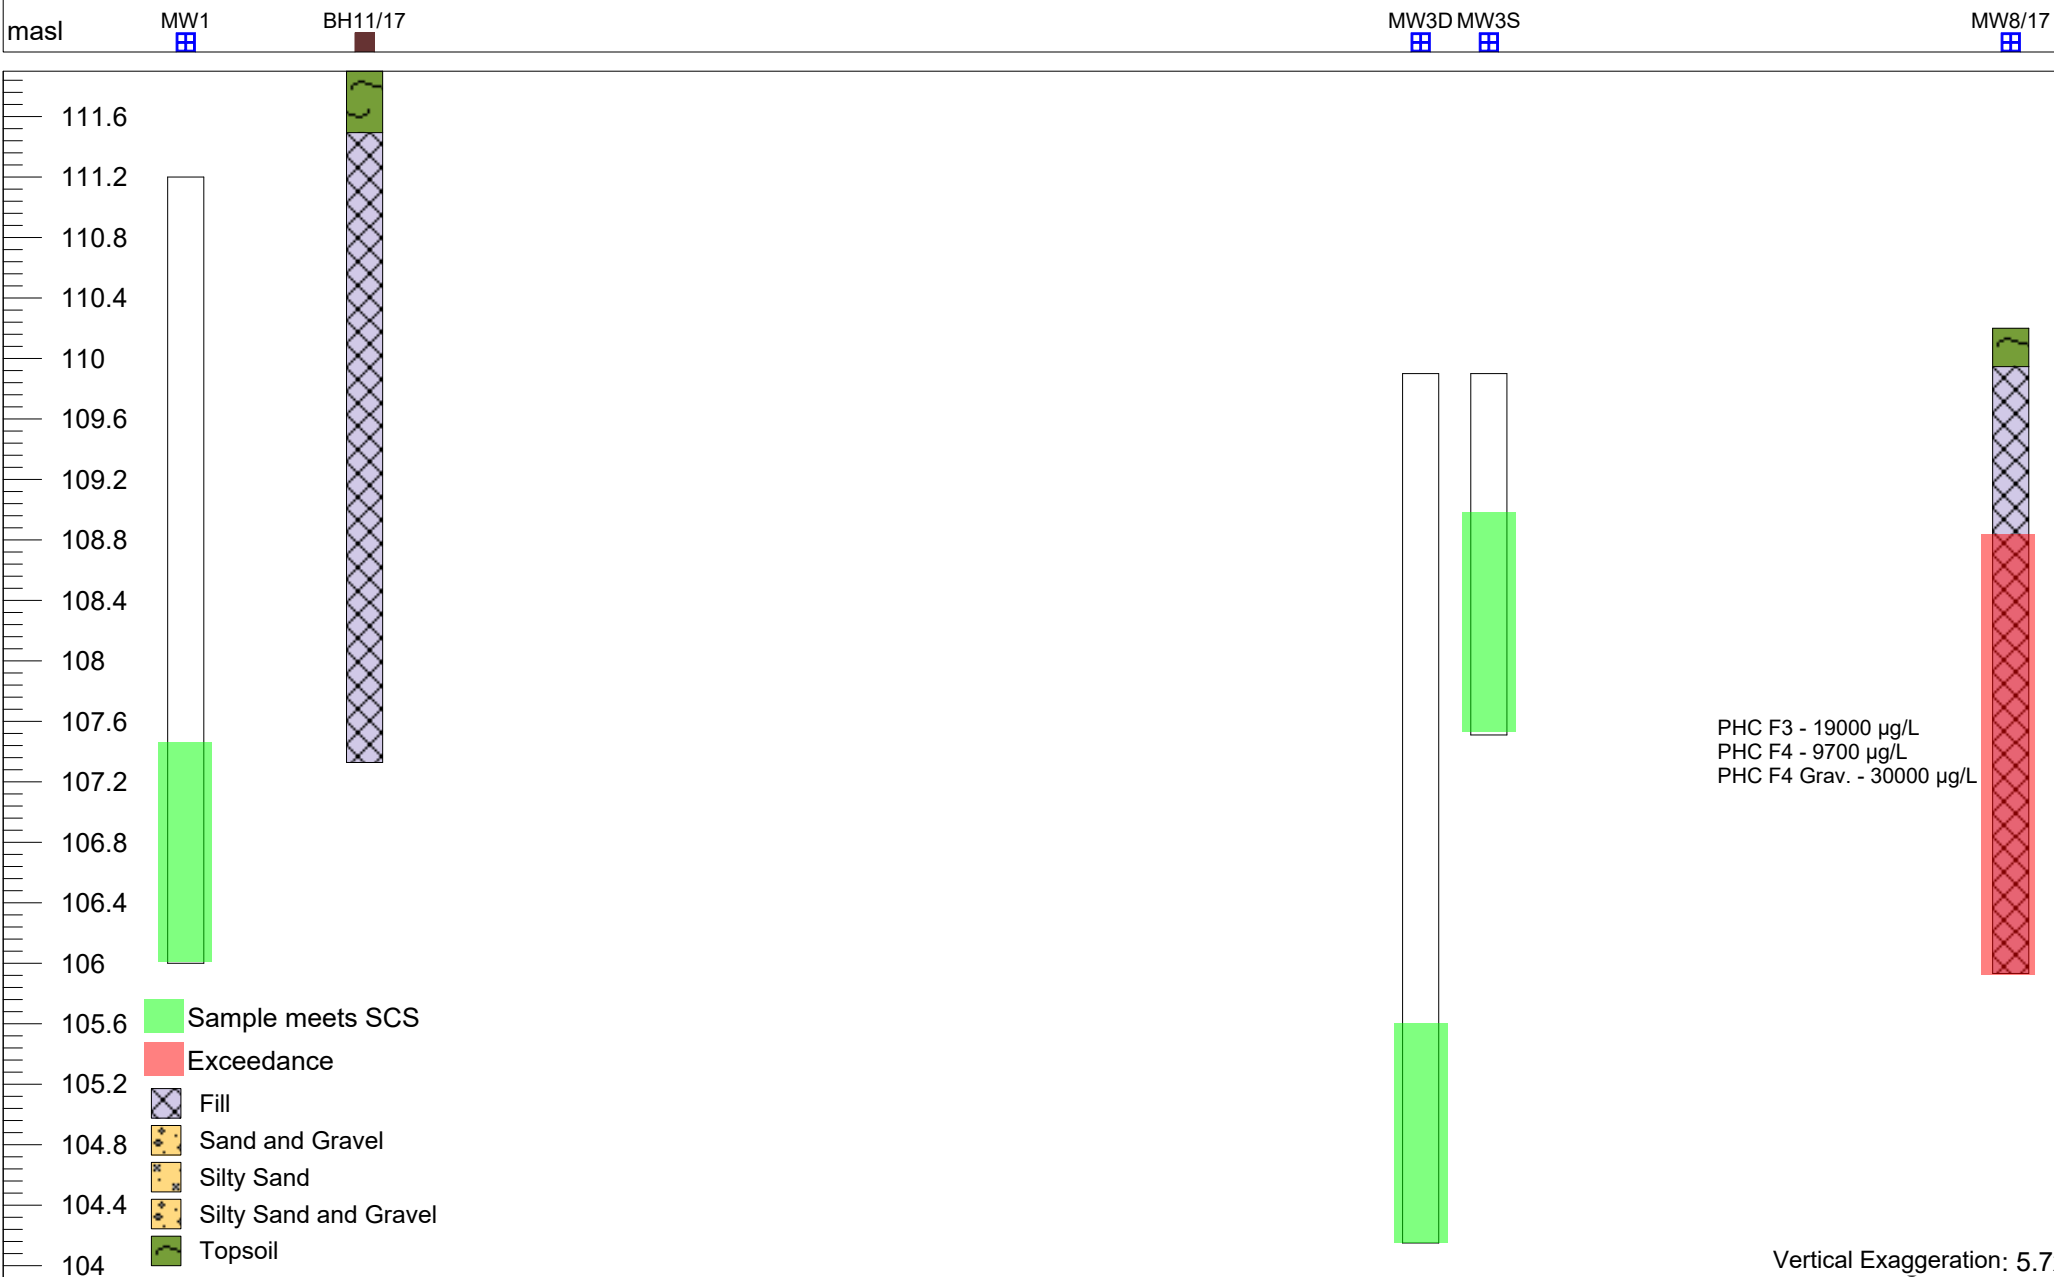 masl
MW1
BH11/17
MW3D
MW3S
MW8/17
111.6
111.2
110.8
110.4
110
109.6
109.2
108.8
108.4
108
107.6
107.2
106.8
106.4
106
105.6
105.2
104.8
104.4
104
PHC F3 - 19000 µg/L
PHC F4 - 9700 µg/L
PHC F4 Grav. - 30000 µg/L
Sample meets SCS
Exceedance
Fill
Sand and Gravel
Silty Sand
Silty Sand and Gravel
Topsoil
Vertical Exaggeration: 5.7